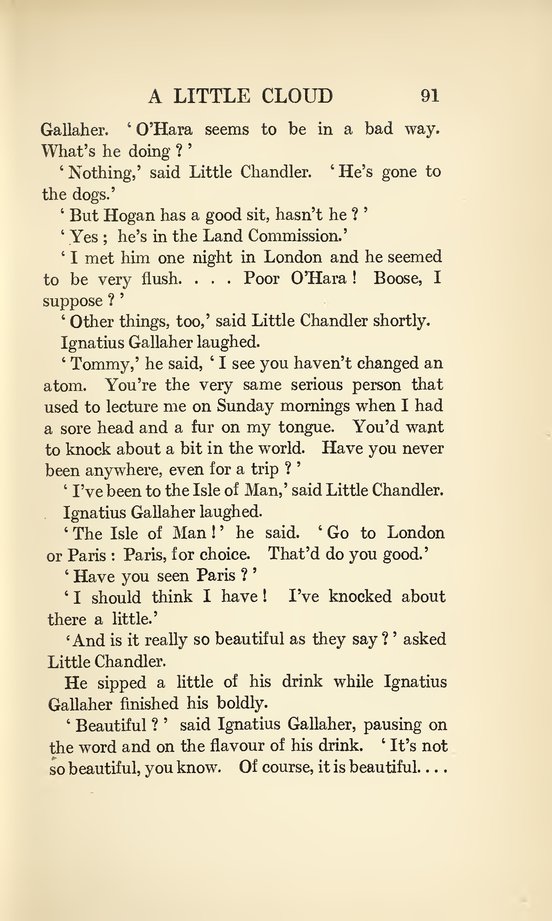 A LITTLE CLOUD 91
Gallaher. ‘ O’Hara seems to be in a bad way.
What’s he doing ? ’
‘ Nothing,’ said Little Chandler. ‘ He’s gone to
the dogs.’
‘ But Hogan has a good sit, hasn’t he ? ’
‘ Yes ; he’s in the Land Commission.’
‘ I met him one night in London and he seemed
to be very flush. . . . Poor O’Hara ! Boose, I
suppose ? ’
‘ Other things, too,’ said Little Chandler shortly.
Ignatius Gallaher laughed.
‘ Tommy,’ he said, ‘ I see you haven’t changed an
atom. You’re the very same serious person that
used to lecture me on Sunday mornings when I had
a sore head and a fur on my tongue. You’d want
to knock about a bit in the world. Have you never
been anywhere, even for a trip ? ’
‘ I’ve been to the Isle of Man,’ said Little Chandler.
Ignatius Gallaher laughed.
‘ The Isle of Man ! ’ he said. ‘ Go to London
or Paris : Paris, for choice. That’d do you good.’
‘ Have you seen Paris ? ’
‘ I should think I have ! I’ve knocked about
there a little.’
‘ And is it really so beautiful as they say ? ’ asked
Little Chandler.
He sipped a little of his drink while Ignatius
Gallaher finished his boldly.
‘ Beautiful ? ’ said Ignatius Gallaher, pausing on
the word and on the flavour of his drink. ‘ It’s not
so beautiful, you know. Of course, it is beautiful. . . .